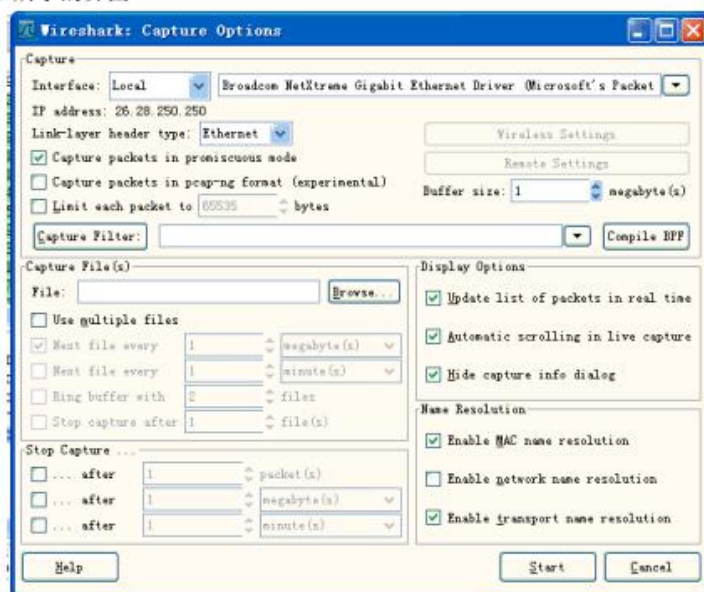 Wireshark: Capture Options
Capture
Interface: Local Broadcom NetXtreme Gigabit Ethernet Driver (Microsoft's Packet
IP address: 26.28.250.250
Link-layer header type: Ethernet
Wireless Settings
Capture packets in promiscuous mode
Remote Settings
Capture packets in pcap-ng format (experimental)
Buffer size: 1 megabyte(s)
Limit each packet to 65535 bytes
Capture Filter: Compile BPF
Capture File(s)
File: Browse...
Use multiple files
Next file every 1 megabyte(s)
Next file every 1 minute(s)
Ring buffer with 2 files
Stop capture after 1 file(s)
Stop Capture ...
... after 1 packet(s)
... after 1 megabyte(s)
... after 1 minute(s)
Display Options
Update list of packets in real time
Automatic scrolling in live capture
Hide capture info dialog
Name Resolution
Enable MAC name resolution
Enable network name resolution
Enable transport name resolution
Help Start Cancel